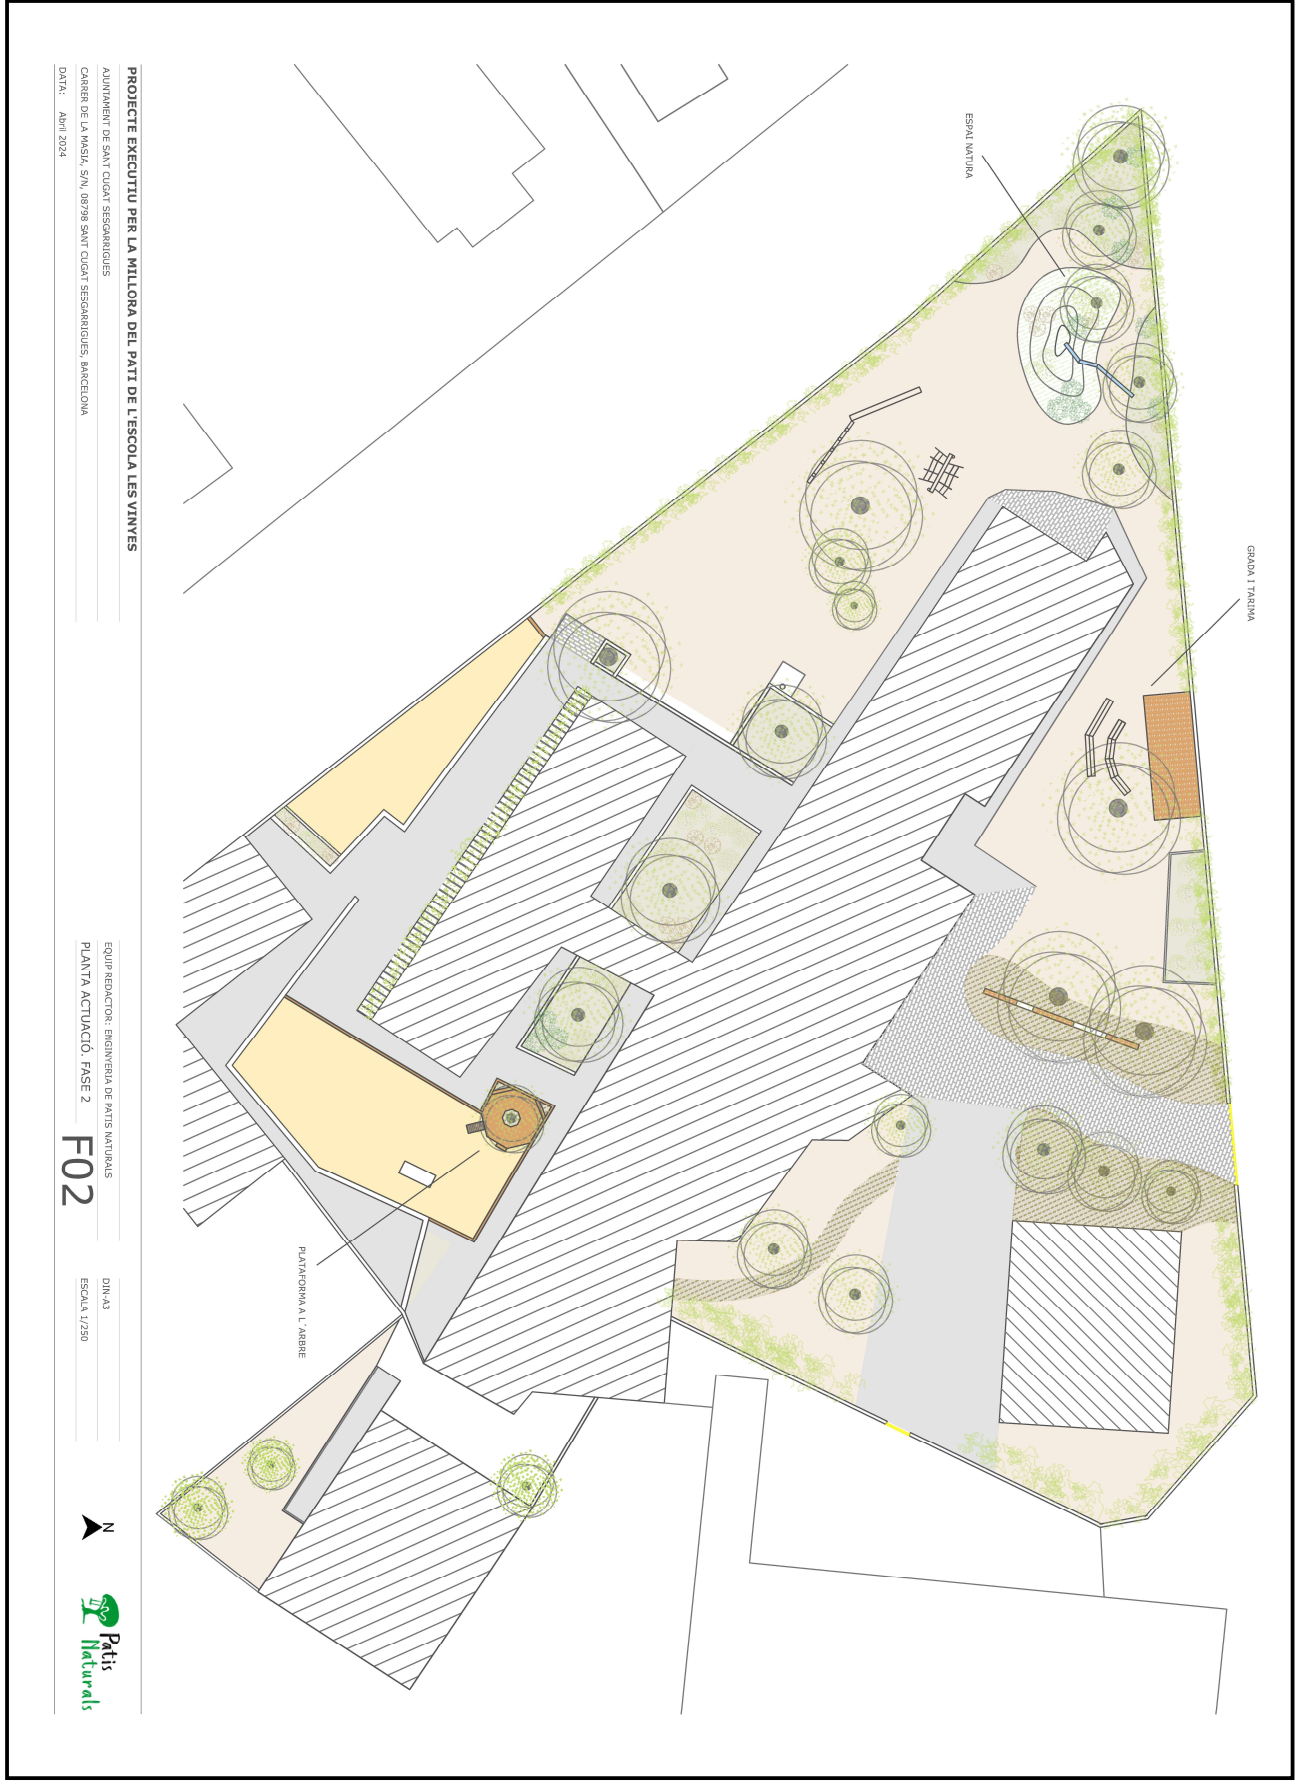 ESPAI NATURA
GRADA I TARIMA
PLATAFORMA A L´ARBRE
PROJECTE EXECUTIU PER LA MILLORA DEL PATI DE L'ESCOLA LES VINYES
AJUNTAMENT DE SANT CUGAT SESGARRIGUES
CARRER DE LA MASIA, S/N, 08798 SANT CUGAT SESGARRIGUES, BARCELONA
DATA: Abril 2024
EQUIP REDACTOR: ENGINYERIA DE PATIS NATURALS
PLANTA ACTUACIÓ. FASE 2
F02
DIN-A3
ESCALA 1/250
N
Patis
Naturals